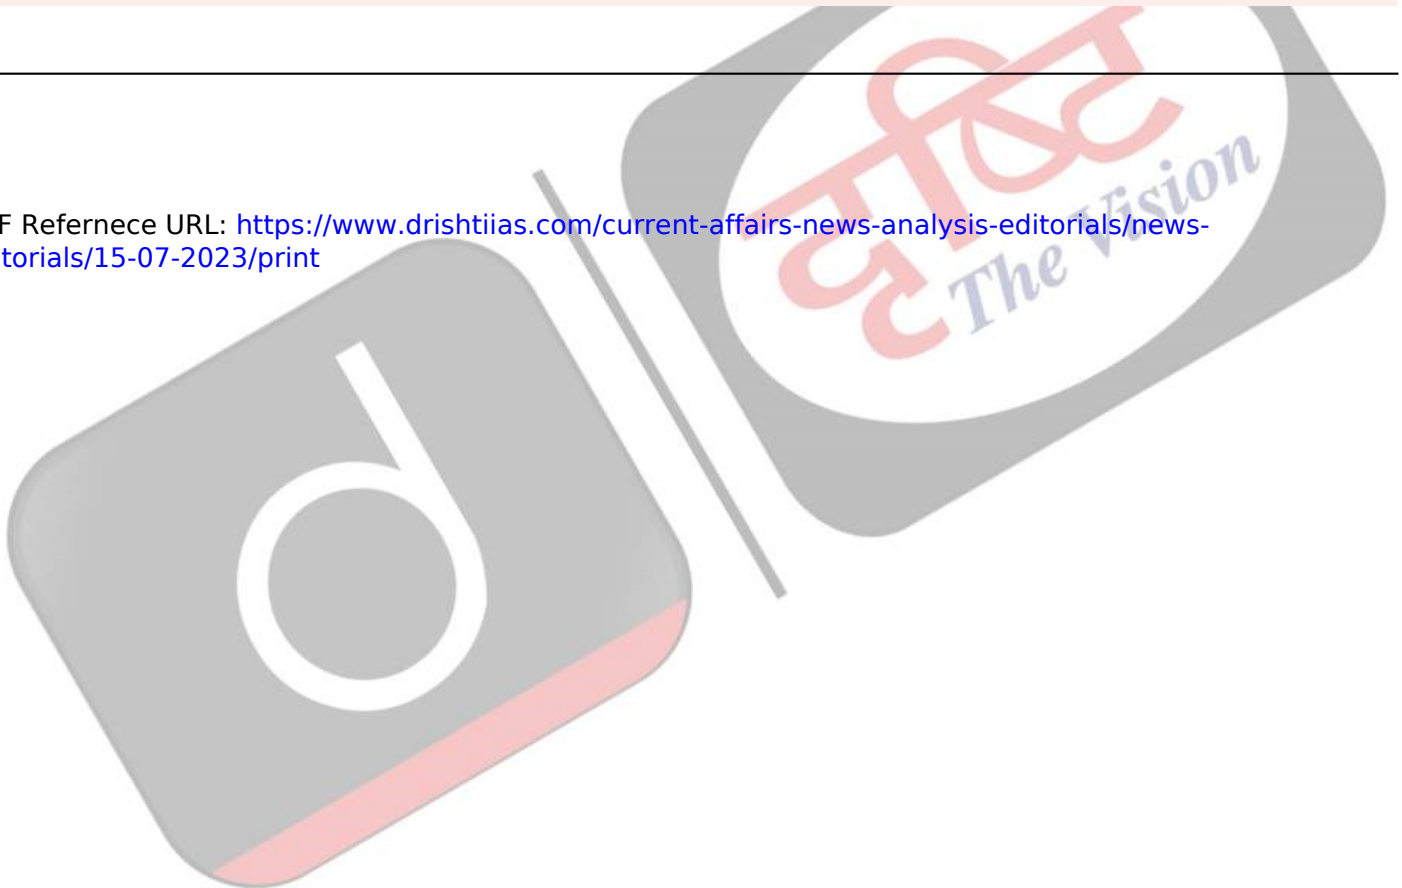 दृष्टि
The Vision
F Refernece URL: https://www.drishtiias.com/current-affairs-news-analysis-editorials/news-
torials/15-07-2023/print
d